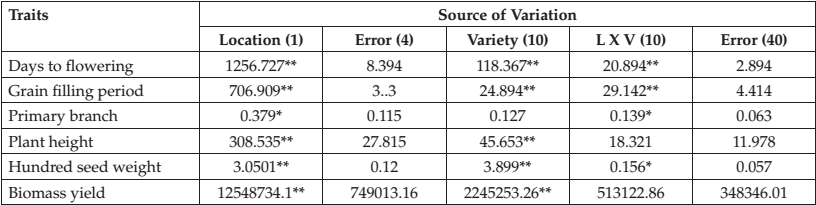 Traits Source of Variation
Location (1) Error (4) Variety (10) L X V (10) Error (40)
Days to flowering 1256.727** 8.394 118.367** 20.894** 2.894
Grain filling period 706.909** 3..3 24.894** 29.142** 4.414
Primary branch 0.379* 0.115 0.127 0.139* 0.063
Plant height 308.535** 27.815 45.653** 18.321 11.978
Hundred seed weight 3.0501** 0.12 3.899** 0.156* 0.057
Biomass yield 12548734.1** 749013.16 2245253.26** 513122.86 348346.01